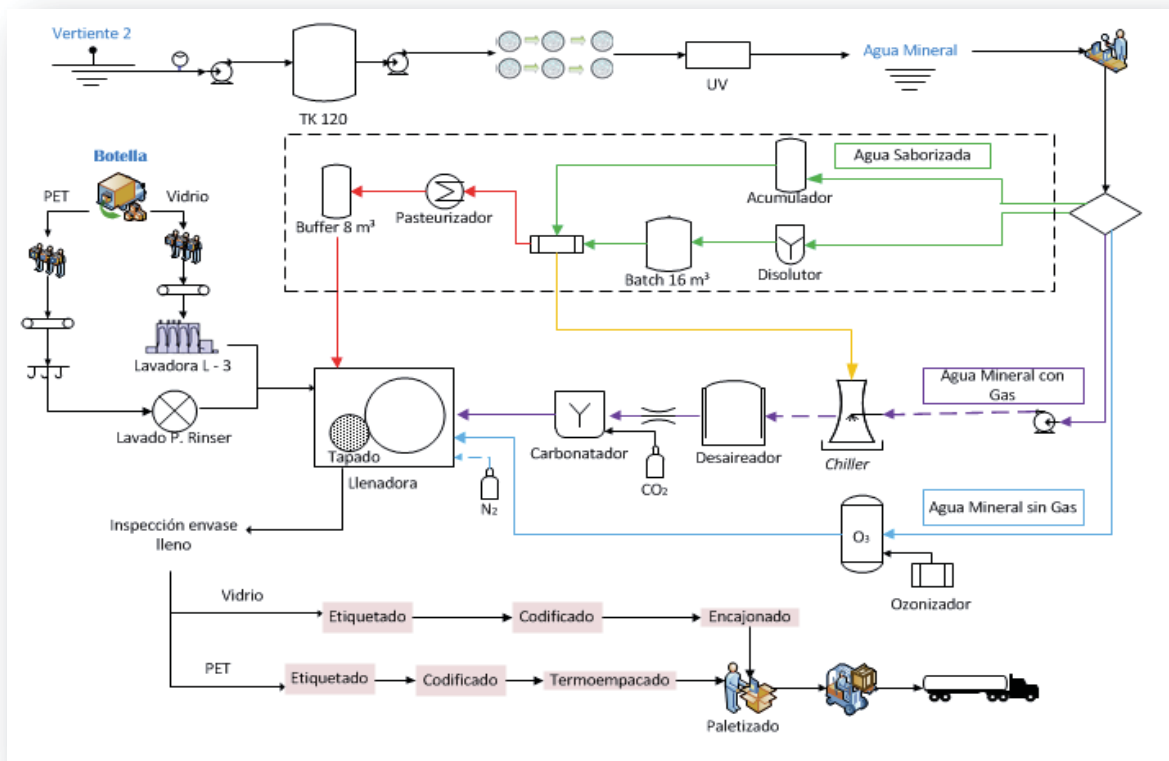 Vertiente 2
Agua Mineral
UV
TK 120
Botella
PET
Vidrio
Agua Saborizada
Acumulador
Pasteurizador
Buffer 8 m³
Batch 16 m³
Disolutor
Lavadora L - 3
Lavado P. Rinser
Agua Mineral con
Gas
Tapado
Llenadora
Carbonatador
Desaireador
Chiller
CO₂
N₂
Agua Mineral sin Gas
O₃
Ozonizador
Inspección envase
lleno
Vidrio
Etiquetado
Codificado
Encajonado
PET
Etiquetado
Codificado
Termoempacado
Paletizado